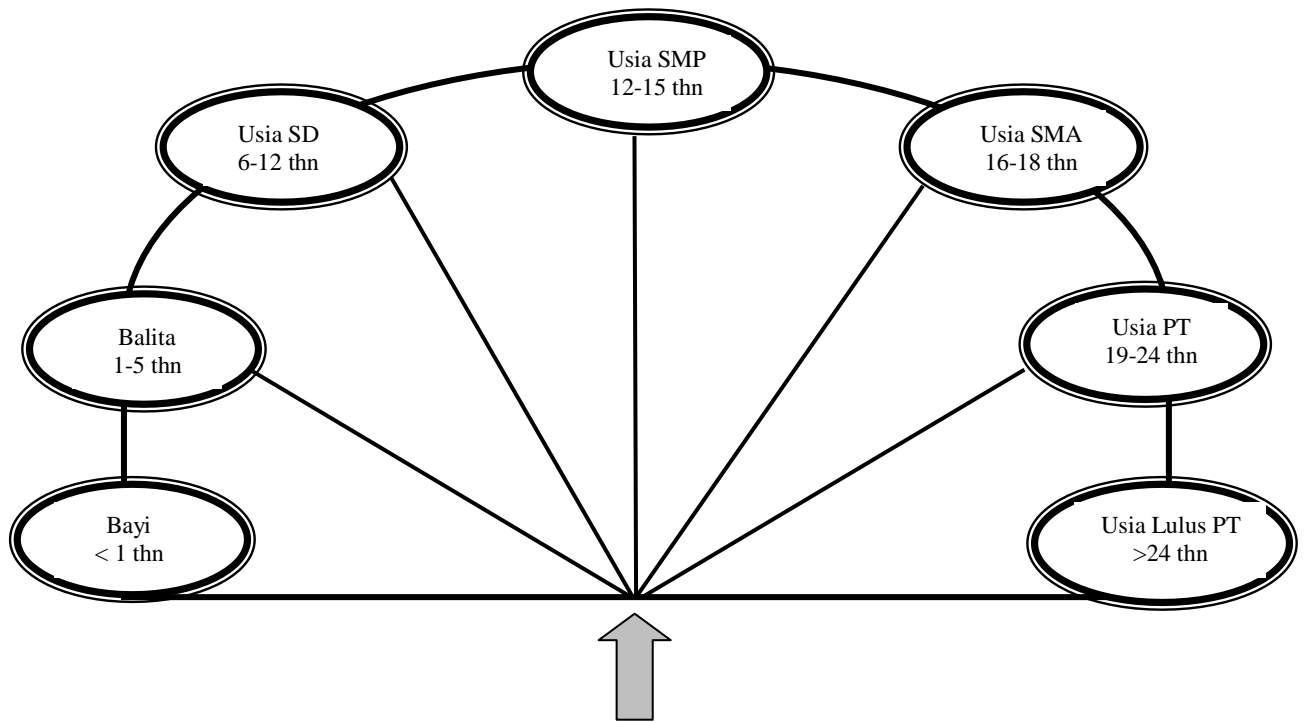 Usia SMP
12-15 thn
Usia SD
6-12 thn
Usia SMA
16-18 thn
Balita
1-5 thn
Usia PT
19-24 thn
Bayi
< 1 thn
Usia Lulus PT
>24 thn